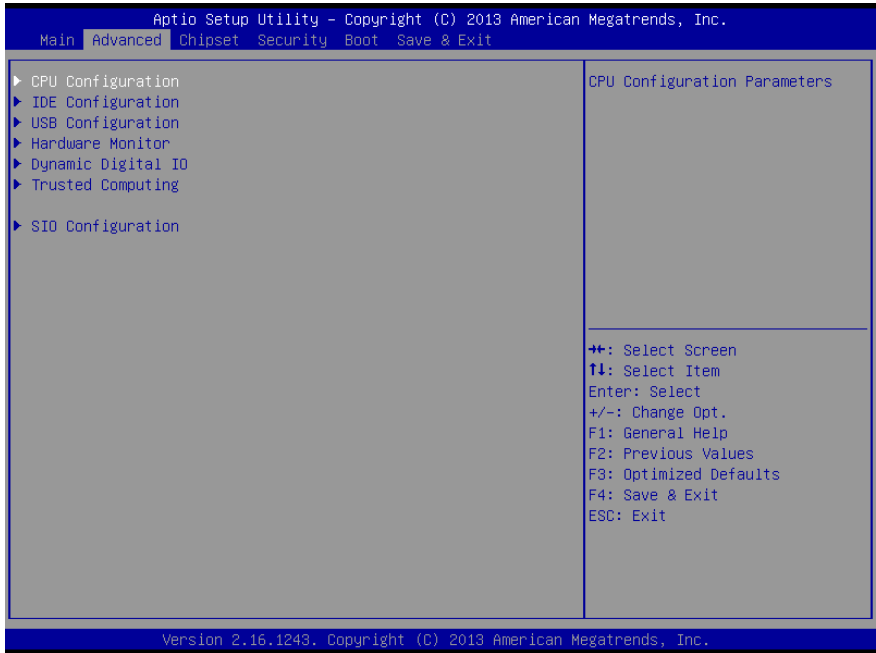 Aptio Setup Utility – Copyright (C) 2013 American Megatrends, Inc.
Main Advanced Chipset Security Boot Save & Exit
▶ CPU Configuration
▶ IDE Configuration
▶ USB Configuration
▶ Hardware Monitor
▶ Dynamic Digital IO
▶ Trusted Computing
▶ SIO Configuration
CPU Configuration Parameters
→←: Select Screen
↑↓: Select Item
Enter: Select
+/-: Change Opt.
F1: General Help
F2: Previous Values
F3: Optimized Defaults
F4: Save & Exit
ESC: Exit
Version 2.16.1243. Copyright (C) 2013 American Megatrends, Inc.